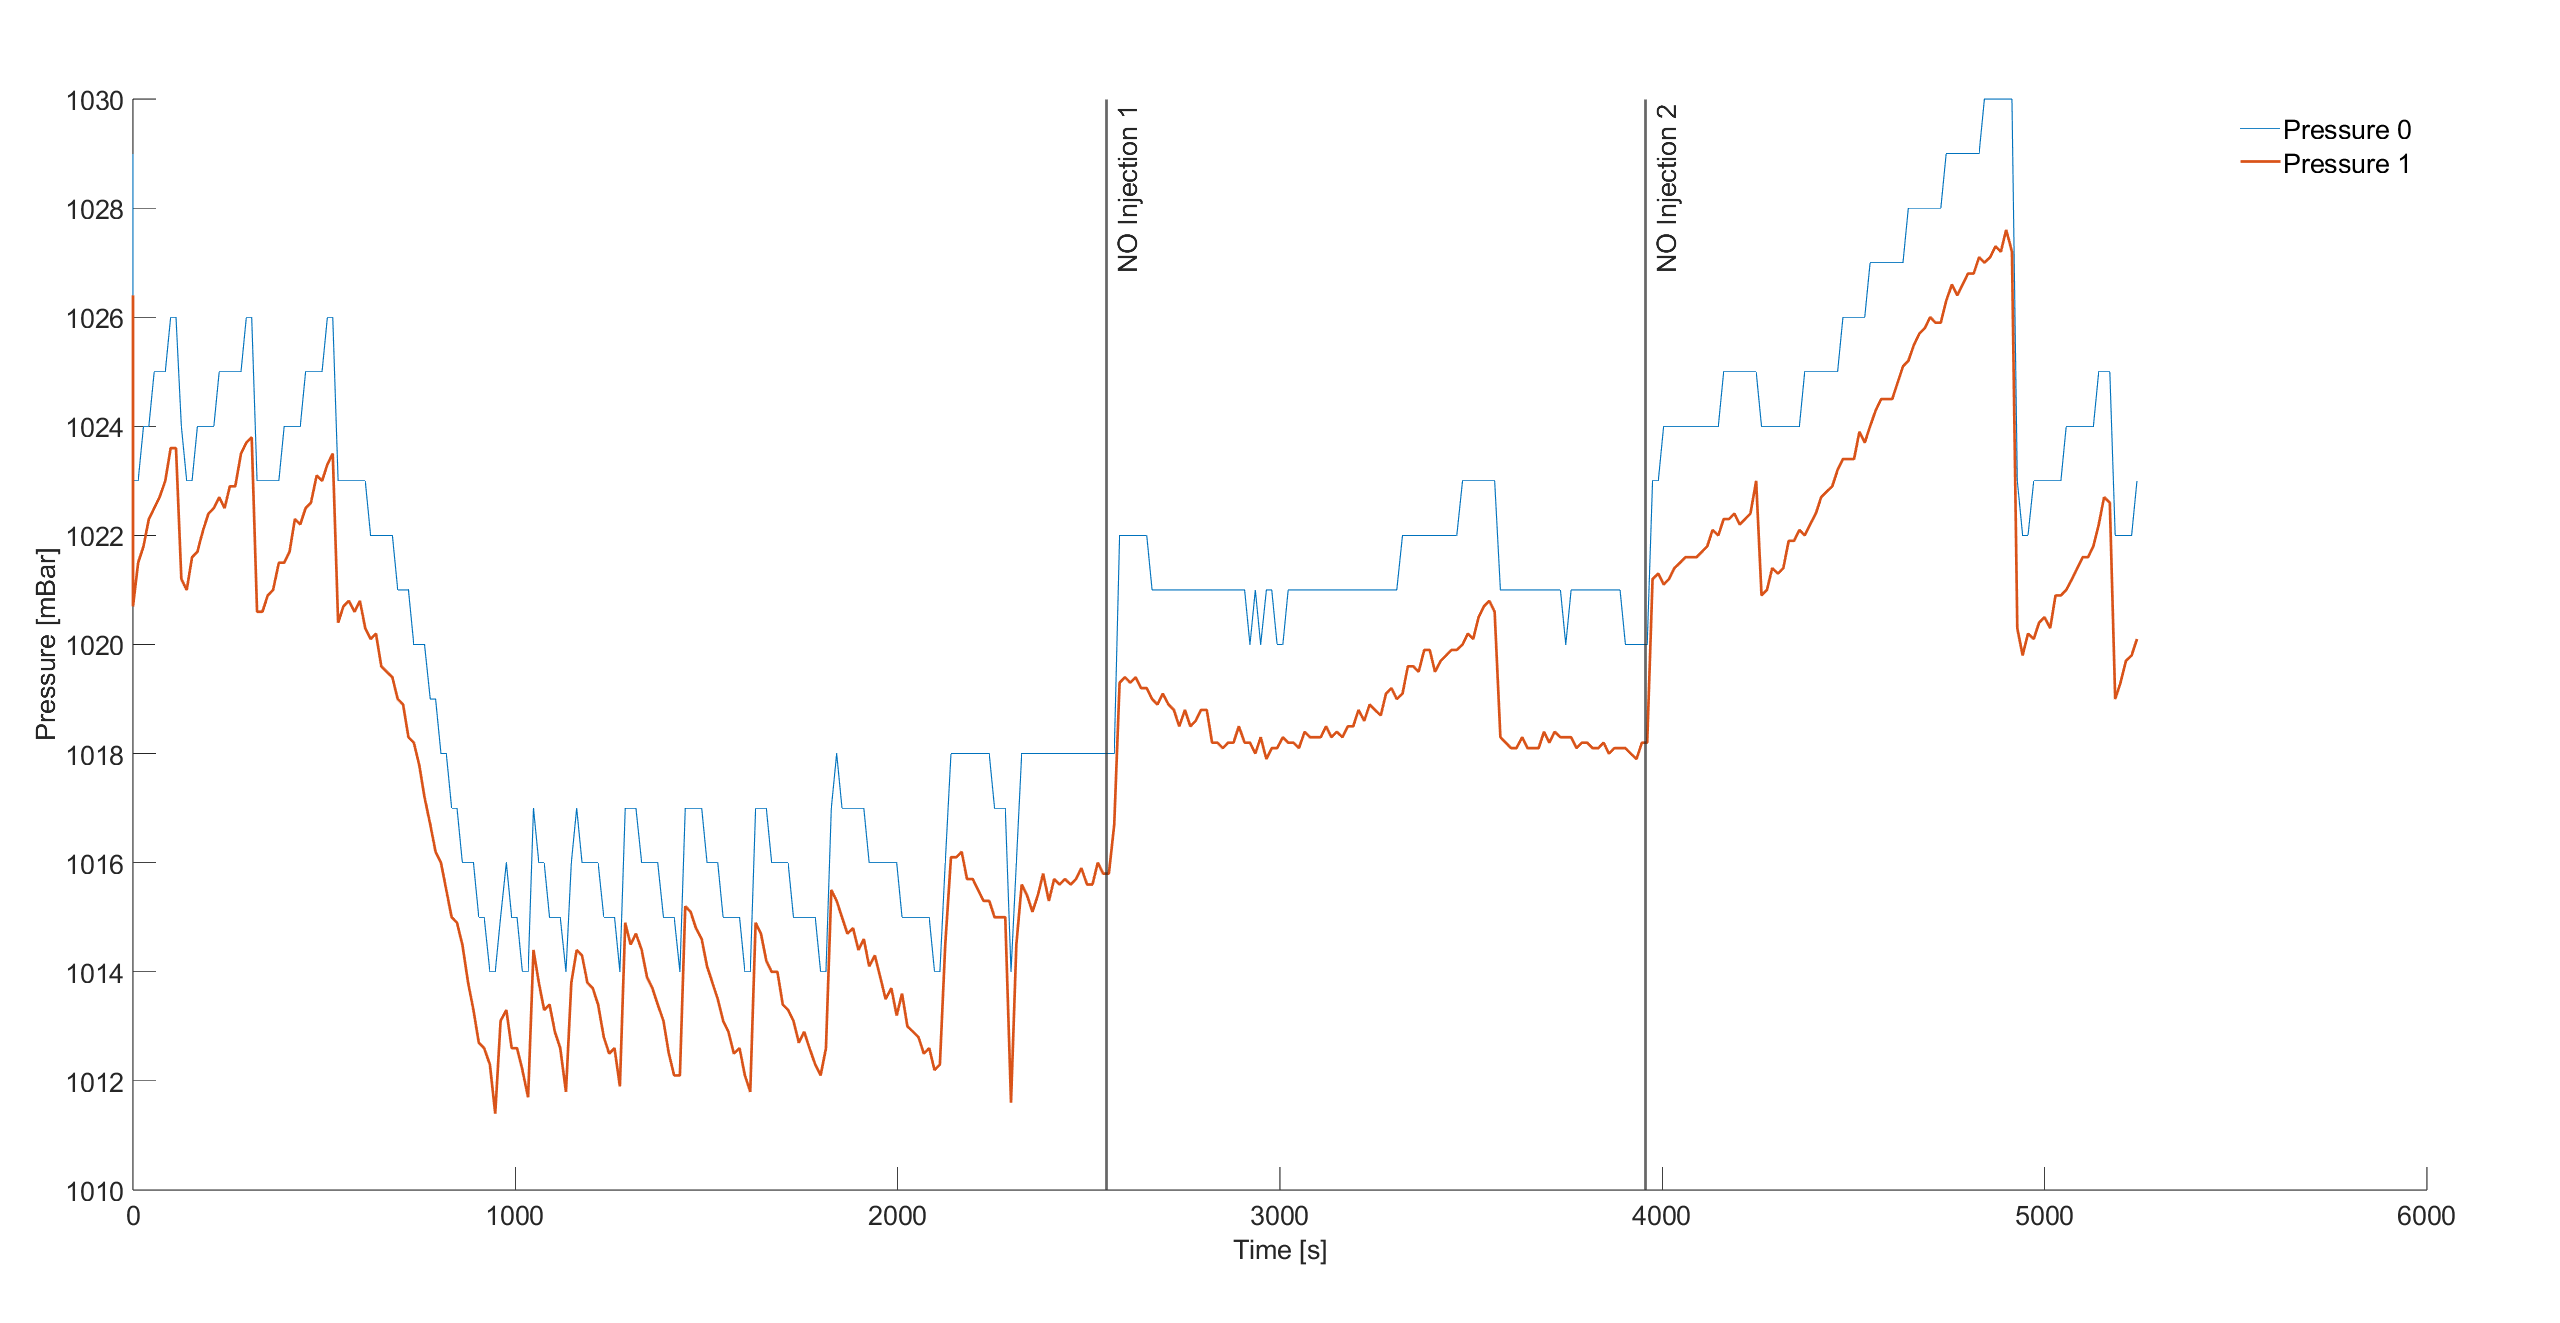 1030
1028
1026
1024
1022
1020
1018
1016
1014
1012
1010
Pressure [mBar]
0 1000 2000 3000 4000 5000 6000
Time [s]
NO Injection 1
NO Injection 2
Pressure 0
Pressure 1